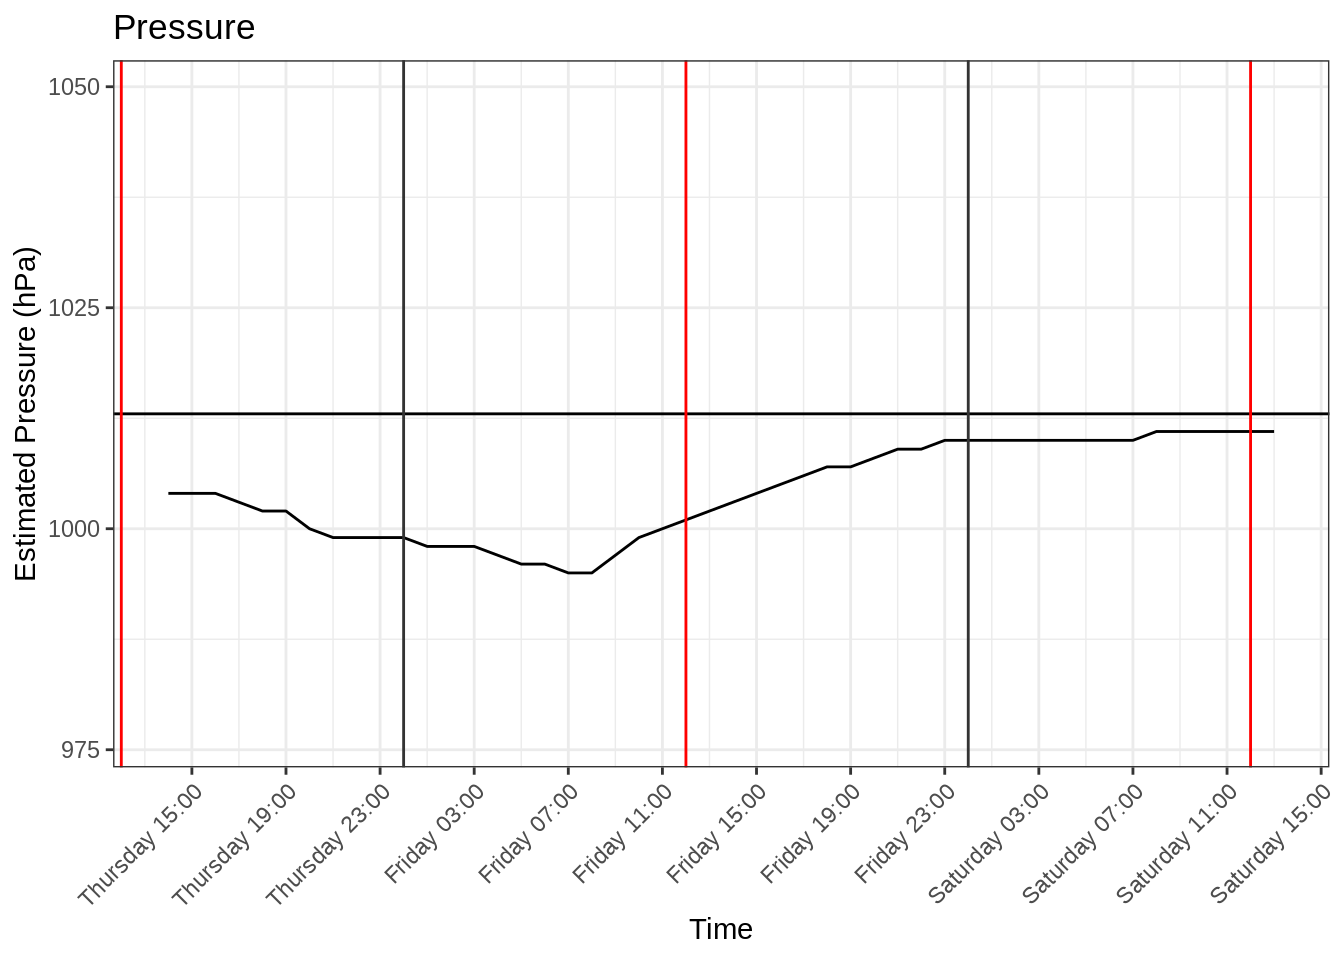 Pressure
Estimated Pressure (hPa)
1050
1025
1000
975
Thursday 15:00
Thursday 19:00
Thursday 23:00
Friday 03:00
Friday 07:00
Friday 11:00
Friday 15:00
Friday 19:00
Friday 23:00
Saturday 03:00
Saturday 07:00
Saturday 11:00
Saturday 15:00
Time